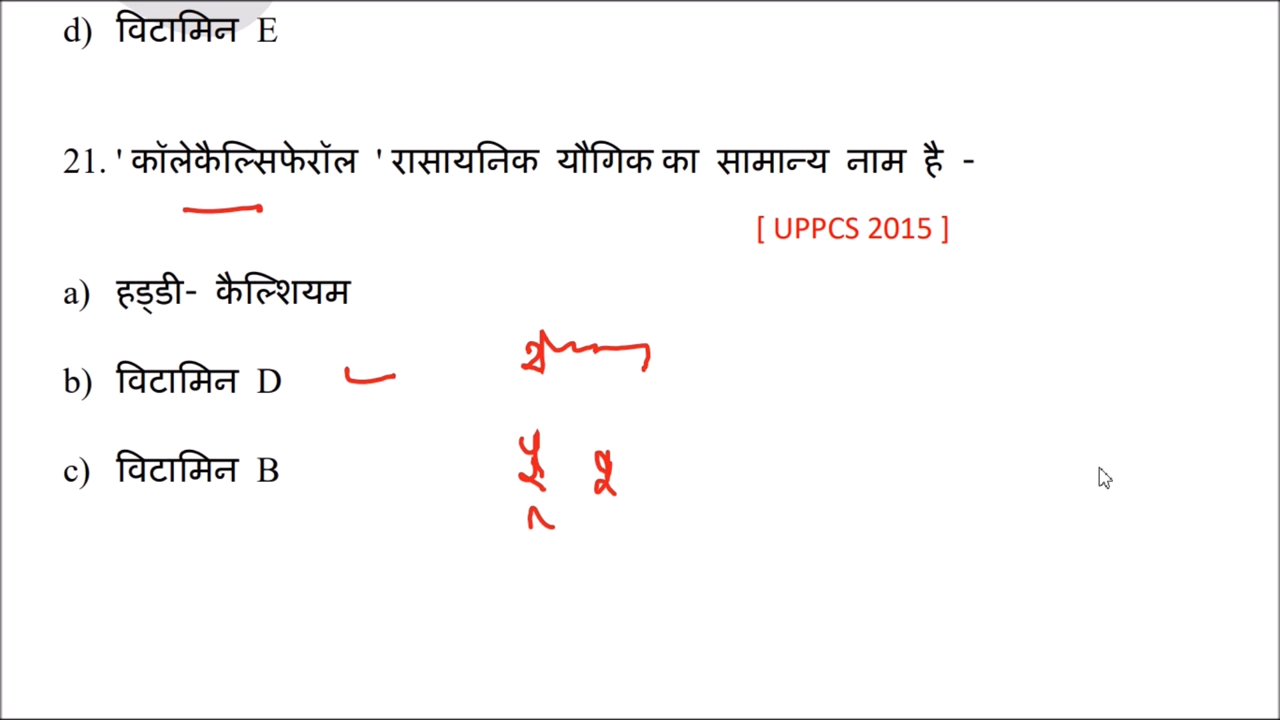 d) विटामिन E
21. ' कॉलेकैल्सिफेरॉल ' रासायनिक यौगिक का सामान्य नाम है -
[ UPPCS 2015 ]
a) हड्डी- कैल्शियम
b) विटामिन D
c) विटामिन B